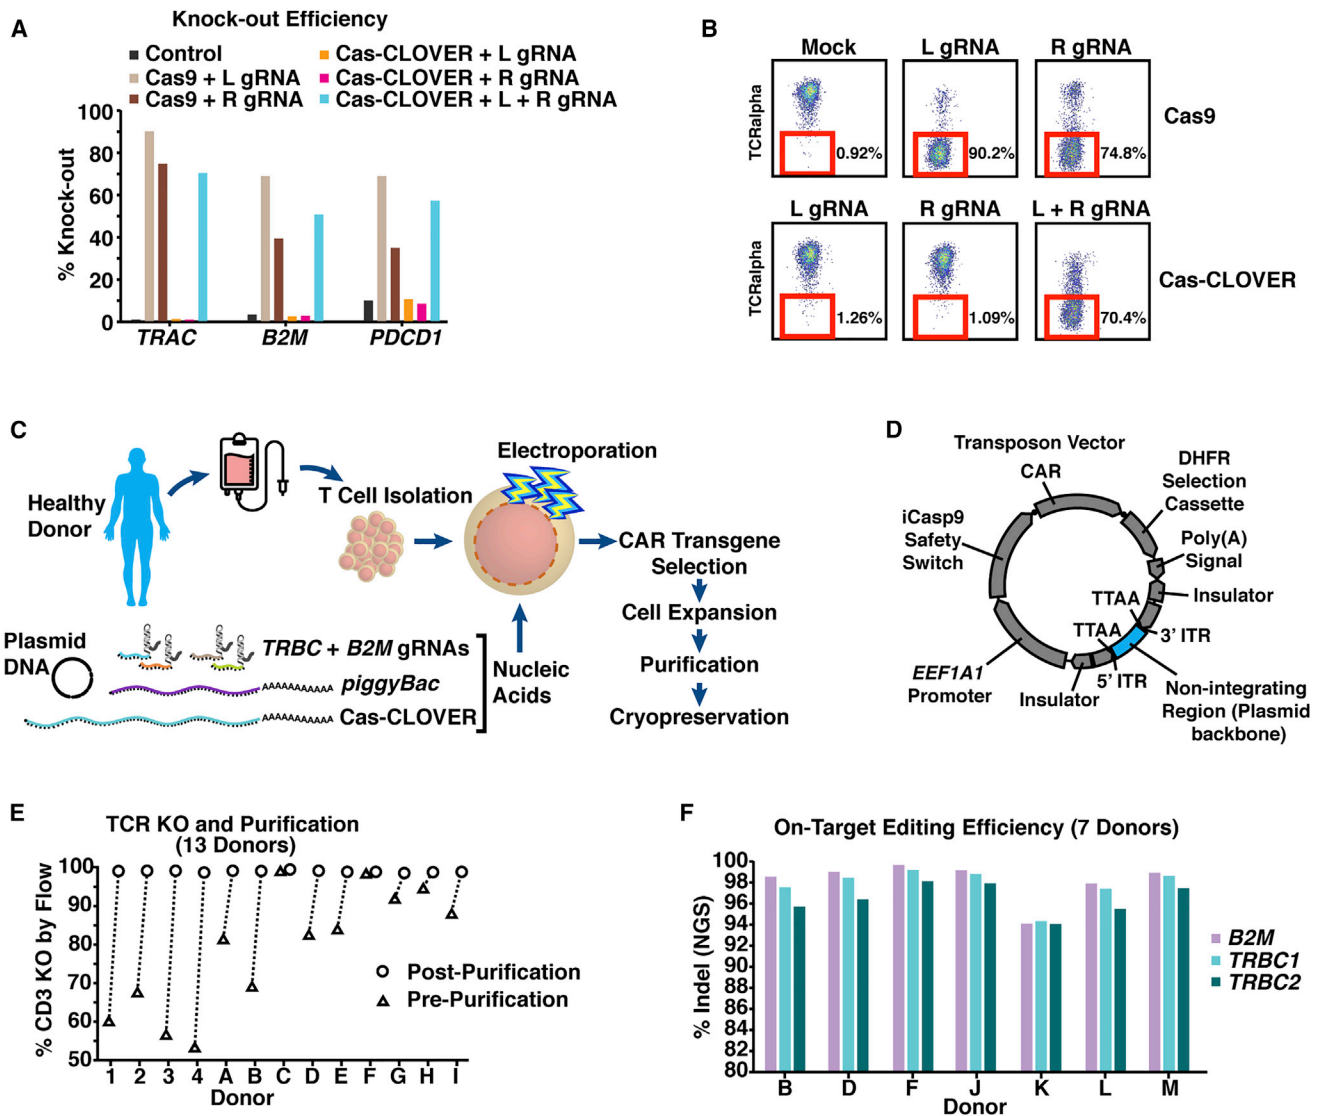 A
Knock-out Efficiency
Control
Cas9 + L gRNA
Cas9 + R gRNA
Cas-CLOVER + L gRNA
Cas-CLOVER + R gRNA
Cas-CLOVER + L + R gRNA
% Knock-out
100
80
60
40
20
0
TRAC
B2M
PDCD1
B
Mock
L gRNA
R gRNA
TCRalpha
0.92%
90.2%
74.8%
Cas9
L gRNA
R gRNA
L + R gRNA
TCRalpha
1.26%
1.09%
70.4%
Cas-CLOVER
C
Healthy
Donor
T Cell Isolation
Electroporation
CAR Transgene
Selection
Cell Expansion
Purification
Cryopreservation
Plasmid
DNA
TRBC + B2M gRNAs
AAAAAAAAAA piggyBac
AAAAAAAAAA Cas-CLOVER
Nucleic
Acids
D
Transposon Vector
CAR
DHFR
Selection
Cassette
iCasp9
Safety
Switch
Poly(A)
Signal
Insulator
TTAA
TTAA
3' ITR
5' ITR
EEF1A1
Promoter
Insulator
Non-integrating
Region (Plasmid
backbone)
E
TCR KO and Purification
(13 Donors)
% CD3 KO by Flow
100
90
80
70
60
50
Post-Purification
Pre-Purification
1 2 3 4 A B C D E F G H I
Donor
F
On-Target Editing Efficiency (7 Donors)
% Indel (NGS)
100
98
96
94
92
90
88
86
84
82
80
B2M
TRBC1
TRBC2
B D F J K L M
Donor